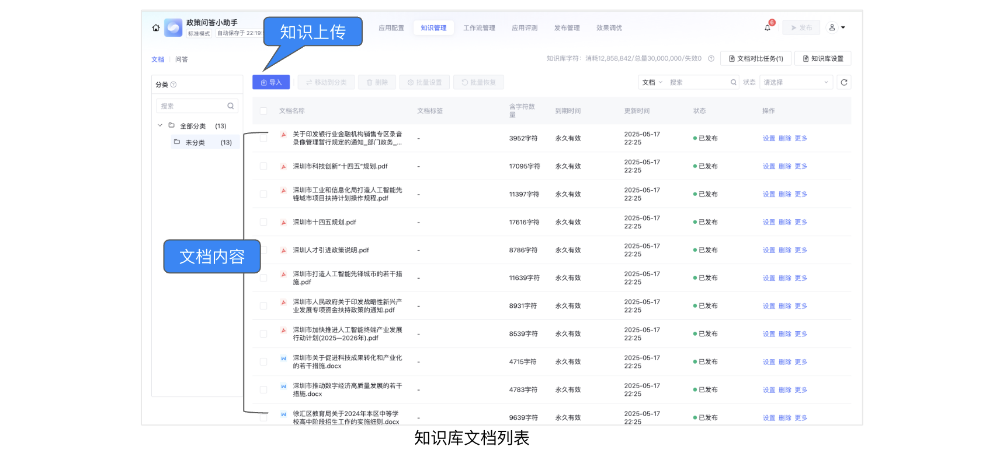 政策问答小助手
标准模式 自动保存于 22:19:
知识上传
应用配置 知识管理 工作流管理 应用评测 发布管理 效果调优
6
发布
文档 问答
知识库字符：消耗12,858,842/总量30,000,000/失效0
文档对比任务(1) 知识库设置
分类
导入 移动到分类 删除 批量设置 批量恢复
文档 搜索 状态 请选择
搜索
全部分类 (13)
未分类 (13)
文档名称 文档标签 含字符数 到期时间 更新时间 状态 操作
量
关于印发银行业金融机构销售专区录音
录像管理暂行规定的通知_部门政务_...
- 3952字符 永久有效 2025-05-17 22:25 已发布 设置 删除 更多
深圳市科技创新“十四五”规划.pdf
- 17095字符 永久有效 2025-05-17 22:25 已发布 设置 删除 更多
深圳市工业和信息化局打造人工智能先
锋城市项目扶持计划操作规程.pdf
- 11397字符 永久有效 2025-05-17 22:25 已发布 设置 删除 更多
深圳市十四五规划.pdf
- 17616字符 永久有效 2025-05-17 22:25 已发布 设置 删除 更多
文档内容
深圳人才引进政策说明.pdf
- 8786字符 永久有效 2025-05-17 22:25 已发布 设置 删除 更多
深圳市打造人工智能先锋城市的若干措
施.pdf
- 11639字符 永久有效 2025-05-17 22:25 已发布 设置 删除 更多
深圳市人民政府关于印发战略性新兴产
业发展专项资金扶持政策的通知.pdf
- 8931字符 永久有效 2025-05-17 22:25 已发布 设置 删除 更多
深圳市加快推进人工智能终端产业发展
行动计划(2025—2026年).pdf
- 8539字符 永久有效 2025-05-17 22:25 已发布 设置 删除 更多
深圳市关于促进科技成果转化和产业化
的若干措施.docx
- 4715字符 永久有效 2025-05-17 22:25 已发布 设置 删除 更多
深圳市推动数字经济高质量发展的若干
措施.docx
- 4783字符 永久有效 2025-05-17 22:25 已发布 设置 删除 更多
徐汇区教育局关于2024年本区中等学
校高中阶段招生工作的实施细则.docx
- 9639字符 永久有效 2025-05-17 22:25 已发布 设置 删除 更多
知识库文档列表